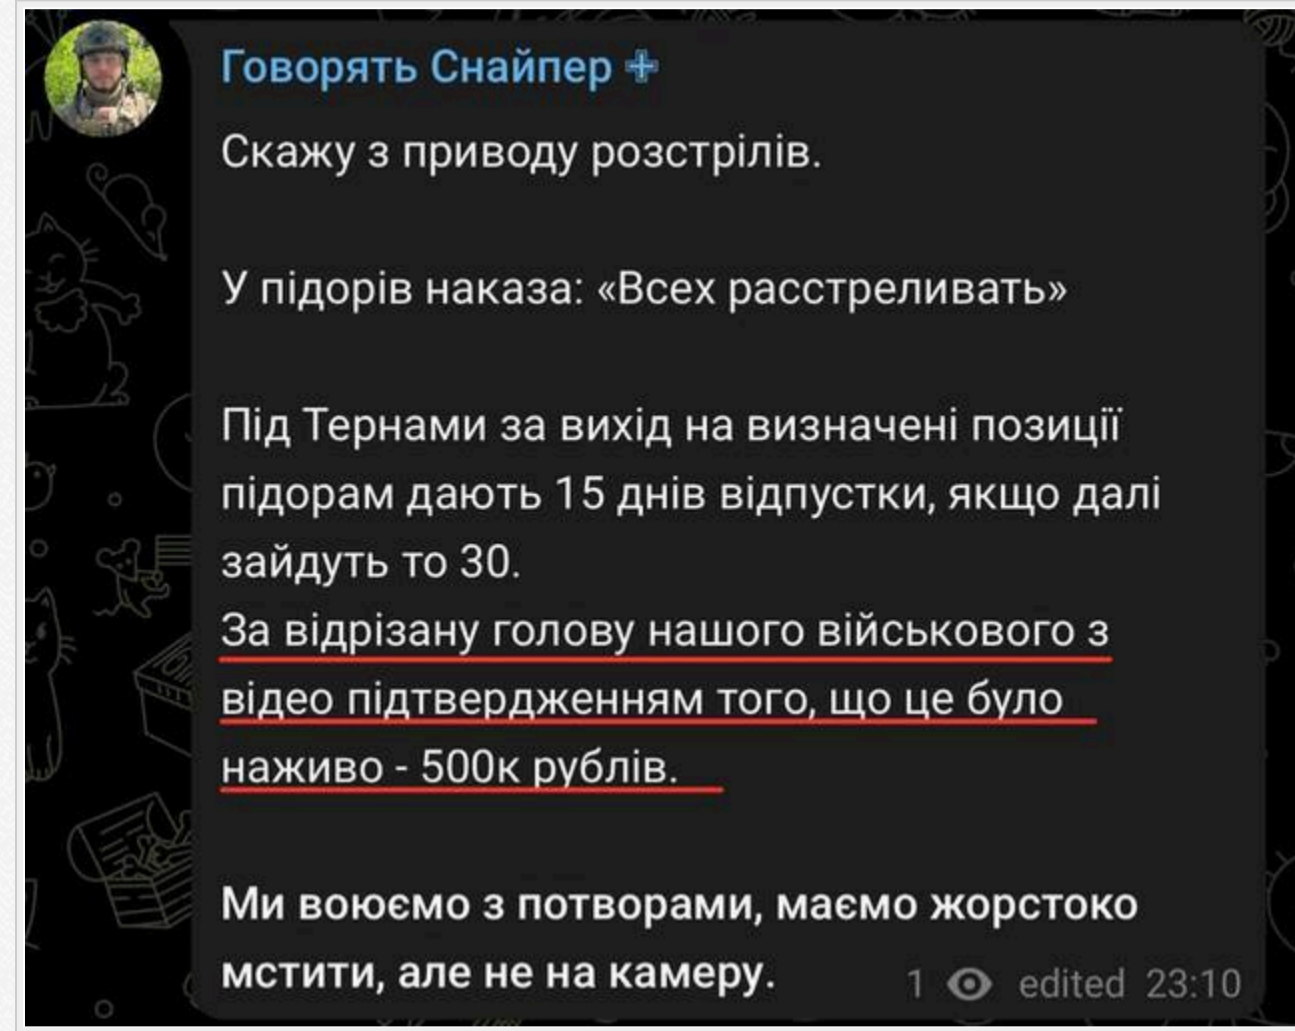 Говорять Снайпер
Скажу з приводу розстрілів.
У підорів наказа: «Всех расстреливать»
Під Тернами за вихід на визначені позиції
підорам дають 15 днів відпустки, якщо далі
зайдуть то 30.
За відрізану голову нашого військового з
відео підтвердженням того, що це було
наживо - 500к рублів.
Ми воюємо з потворами, маємо жорстоко
мстити, але не на камеру.
1 edited 23:10